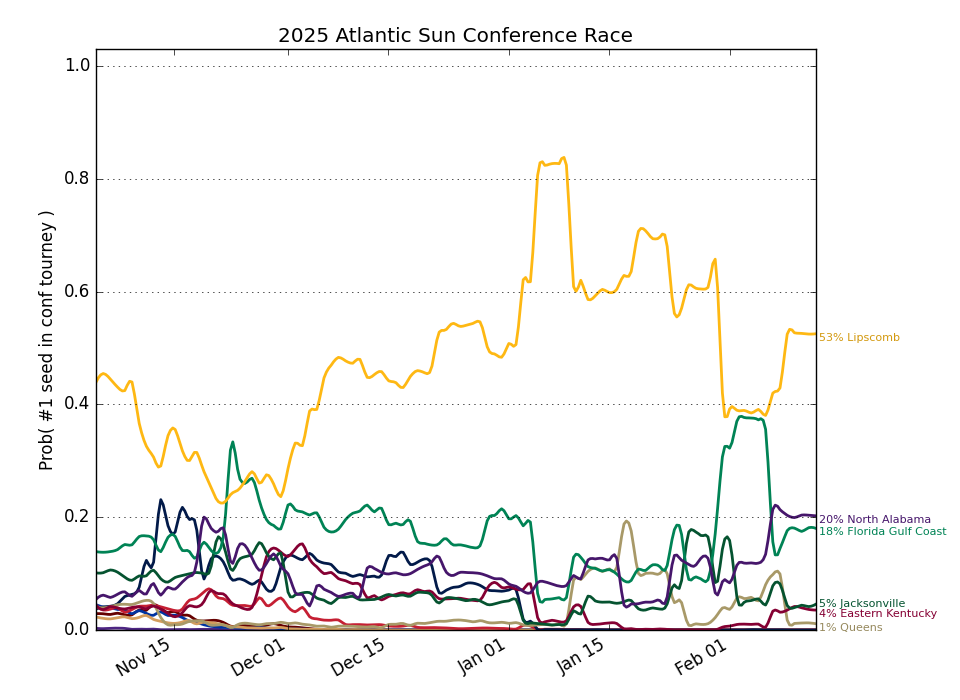 2025 Atlantic Sun Conference Race
Prob( #1 seed in conf tourney )
1.0
0.8
0.6
0.4
0.2
0.0
Nov 15
Dec 01
Dec 15
Jan 01
Jan 15
Feb 01
53% Lipscomb
20% North Alabama
18% Florida Gulf Coast
5% Jacksonville
4% Eastern Kentucky
1% Queens